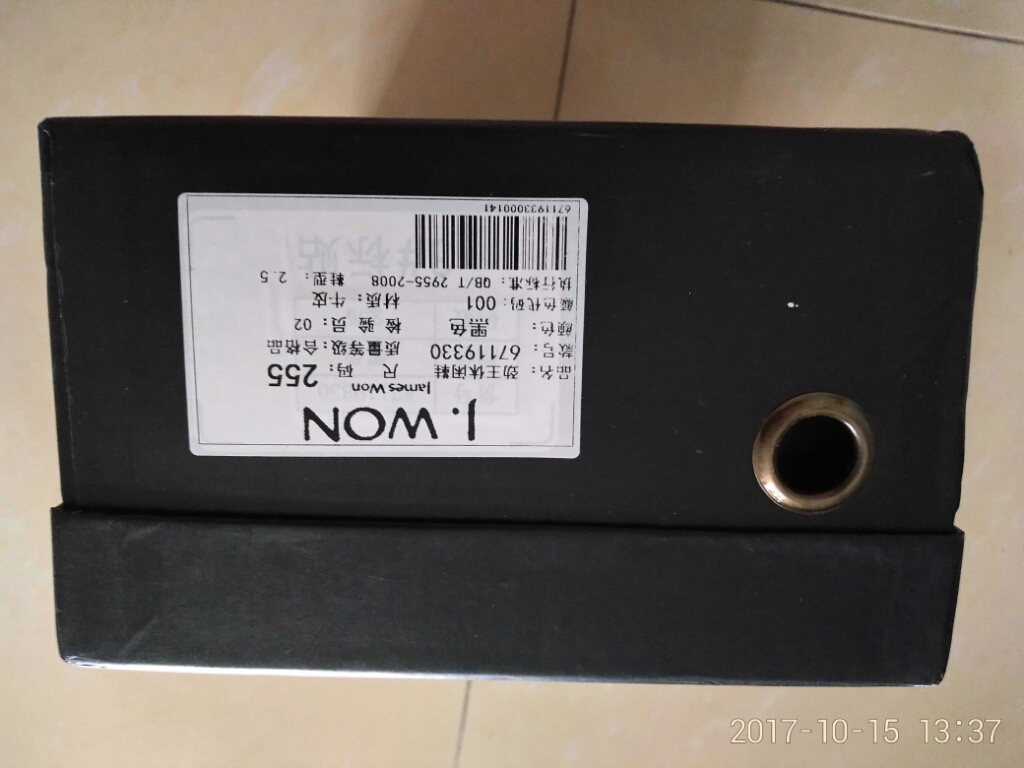 J.WON
James Won
品名：劲王休闲鞋 尺 码：255
款号：67119330 质量等级：合格品
颜色： 黑色 检 验 员：02
颜色代码：001 材质：牛皮
执行标准：QB/T 2955-2008 鞋型：2.5
6711933000141
2017-10-15 13:37